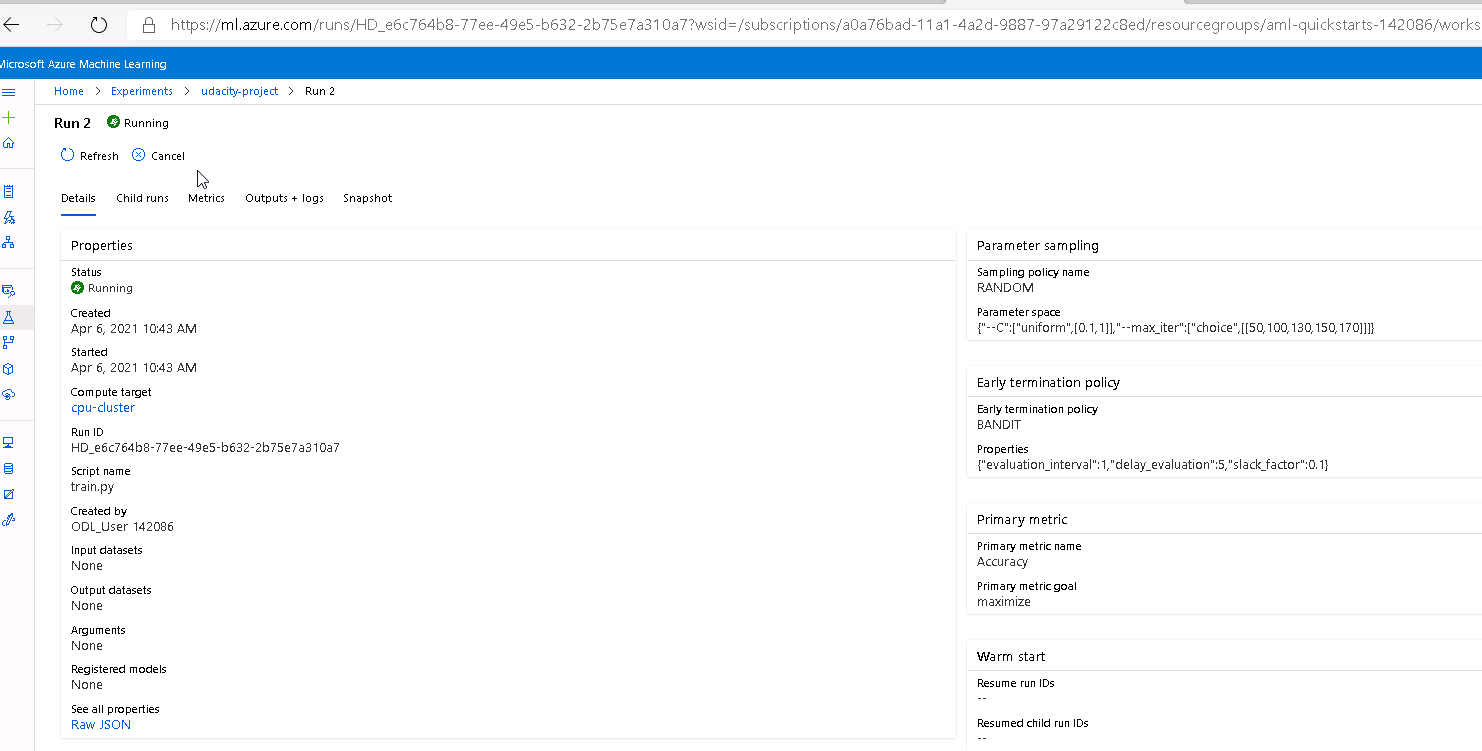 https://ml.azure.com/runs/HD_e6c764b8-77ee-49e5-b632-2b75e7a310a7?wsid=/subscriptions/a0a76bad-11a1-4a2d-9887-97a29122c8ed/resourcegroups/aml-quickstarts-142086/works
Microsoft Azure Machine Learning
Home > Experiments > udacity-project > Run 2
Run 2 Running
Refresh Cancel
Details Child runs Metrics Outputs + logs Snapshot
Properties
Status
Running
Created
Apr 6, 2021 10:43 AM
Started
Apr 6, 2021 10:43 AM
Compute target
cpu-cluster
Run ID
HD_e6c764b8-77ee-49e5-b632-2b75e7a310a7
Script name
train.py
Created by
ODL_User 142086
Input datasets
None
Output datasets
None
Arguments
None
Registered models
None
See all properties
Raw JSON
Parameter sampling
Sampling policy name
RANDOM
Parameter space
{"--C":["uniform",[0.1,1]],"--max_iter":["choice",[[50,100,130,150,170]]]}
Early termination policy
Early termination policy
BANDIT
Properties
{"evaluation_interval":1,"delay_evaluation":5,"slack_factor":0.1}
Primary metric
Primary metric name
Accuracy
Primary metric goal
maximize
Warm start
Resume run IDs
--
Resumed child run IDs
--